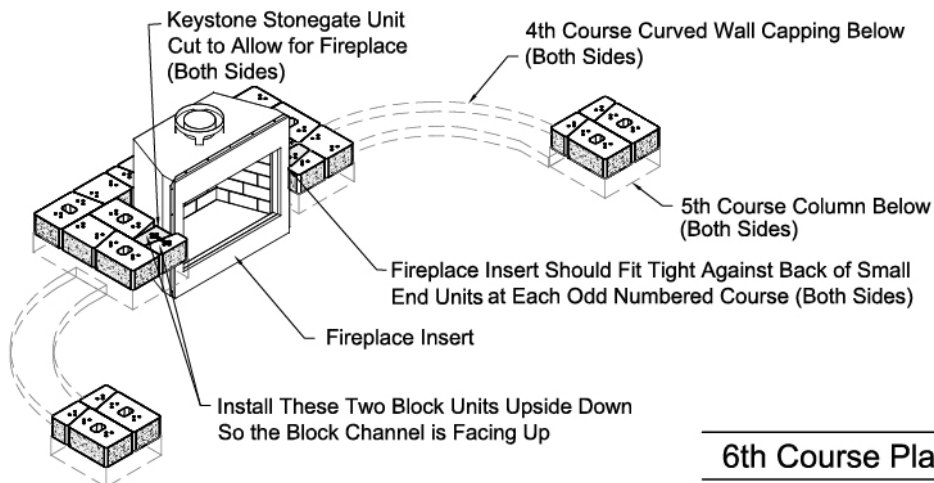 Keystone Stonegate Unit
Cut to Allow for Fireplace
(Both Sides)
4th Course Curved Wall Capping Below
(Both Sides)
5th Course Column Below
(Both Sides)
Fireplace Insert Should Fit Tight Against Back of Small
End Units at Each Odd Numbered Course (Both Sides)
Fireplace Insert
Install These Two Block Units Upside Down
So the Block Channel is Facing Up
6th Course Pla